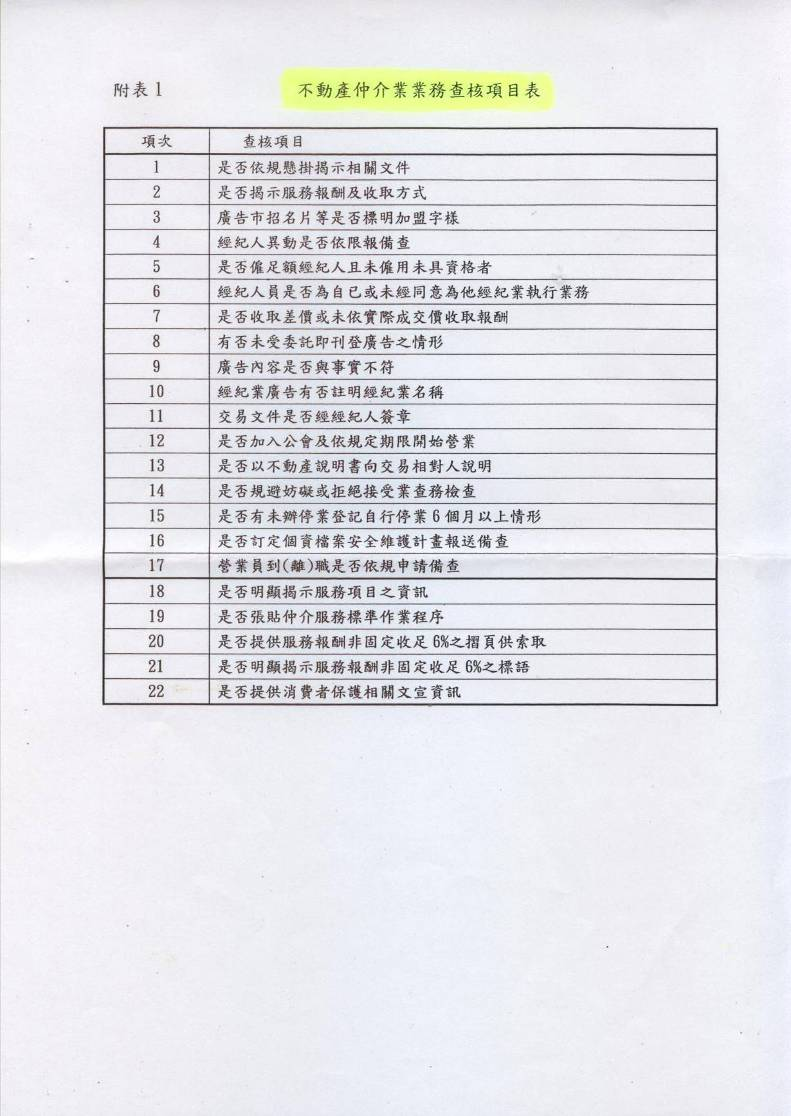 附表1 不動產仲介業業務查核項目表
項次 查核項目
1 是否依規懸掛揭示相關文件
2 是否揭示服務報酬及收取方式
3 廣告市招名片等是否標明加盟字樣
4 經紀人異動是否依限報備查
5 是否僱足額經紀人且未僱用未具資格者
6 經紀人員是否為自己或未經同意為他經紀業執行業務
7 是否收取差價或未依實際成交價收取報酬
8 有否未受委託即刊登廣告之情形
9 廣告內容是否與事實不符
10 經紀業廣告有否註明經紀業名稱
11 交易文件是否經經紀人簽章
12 是否加入公會及依規定期限開始營業
13 是否以不動產說明書向交易相對人說明
14 是否規避妨礙或拒絕接受業查務檢查
15 是否有未辦停業登記自行停業6個月以上情形
16 是否訂定個資檔案安全維護計畫報送備查
17 營業員到(離)職是否依規申請備查
18 是否明顯揭示服務項目之資訊
19 是否張貼仲介服務標準作業程序
20 是否提供服務報酬非固定收足6%之摺頁供索取
21 是否明顯揭示服務報酬非固定收足6%之標語
22 是否提供消費者保護相關文宣資訊